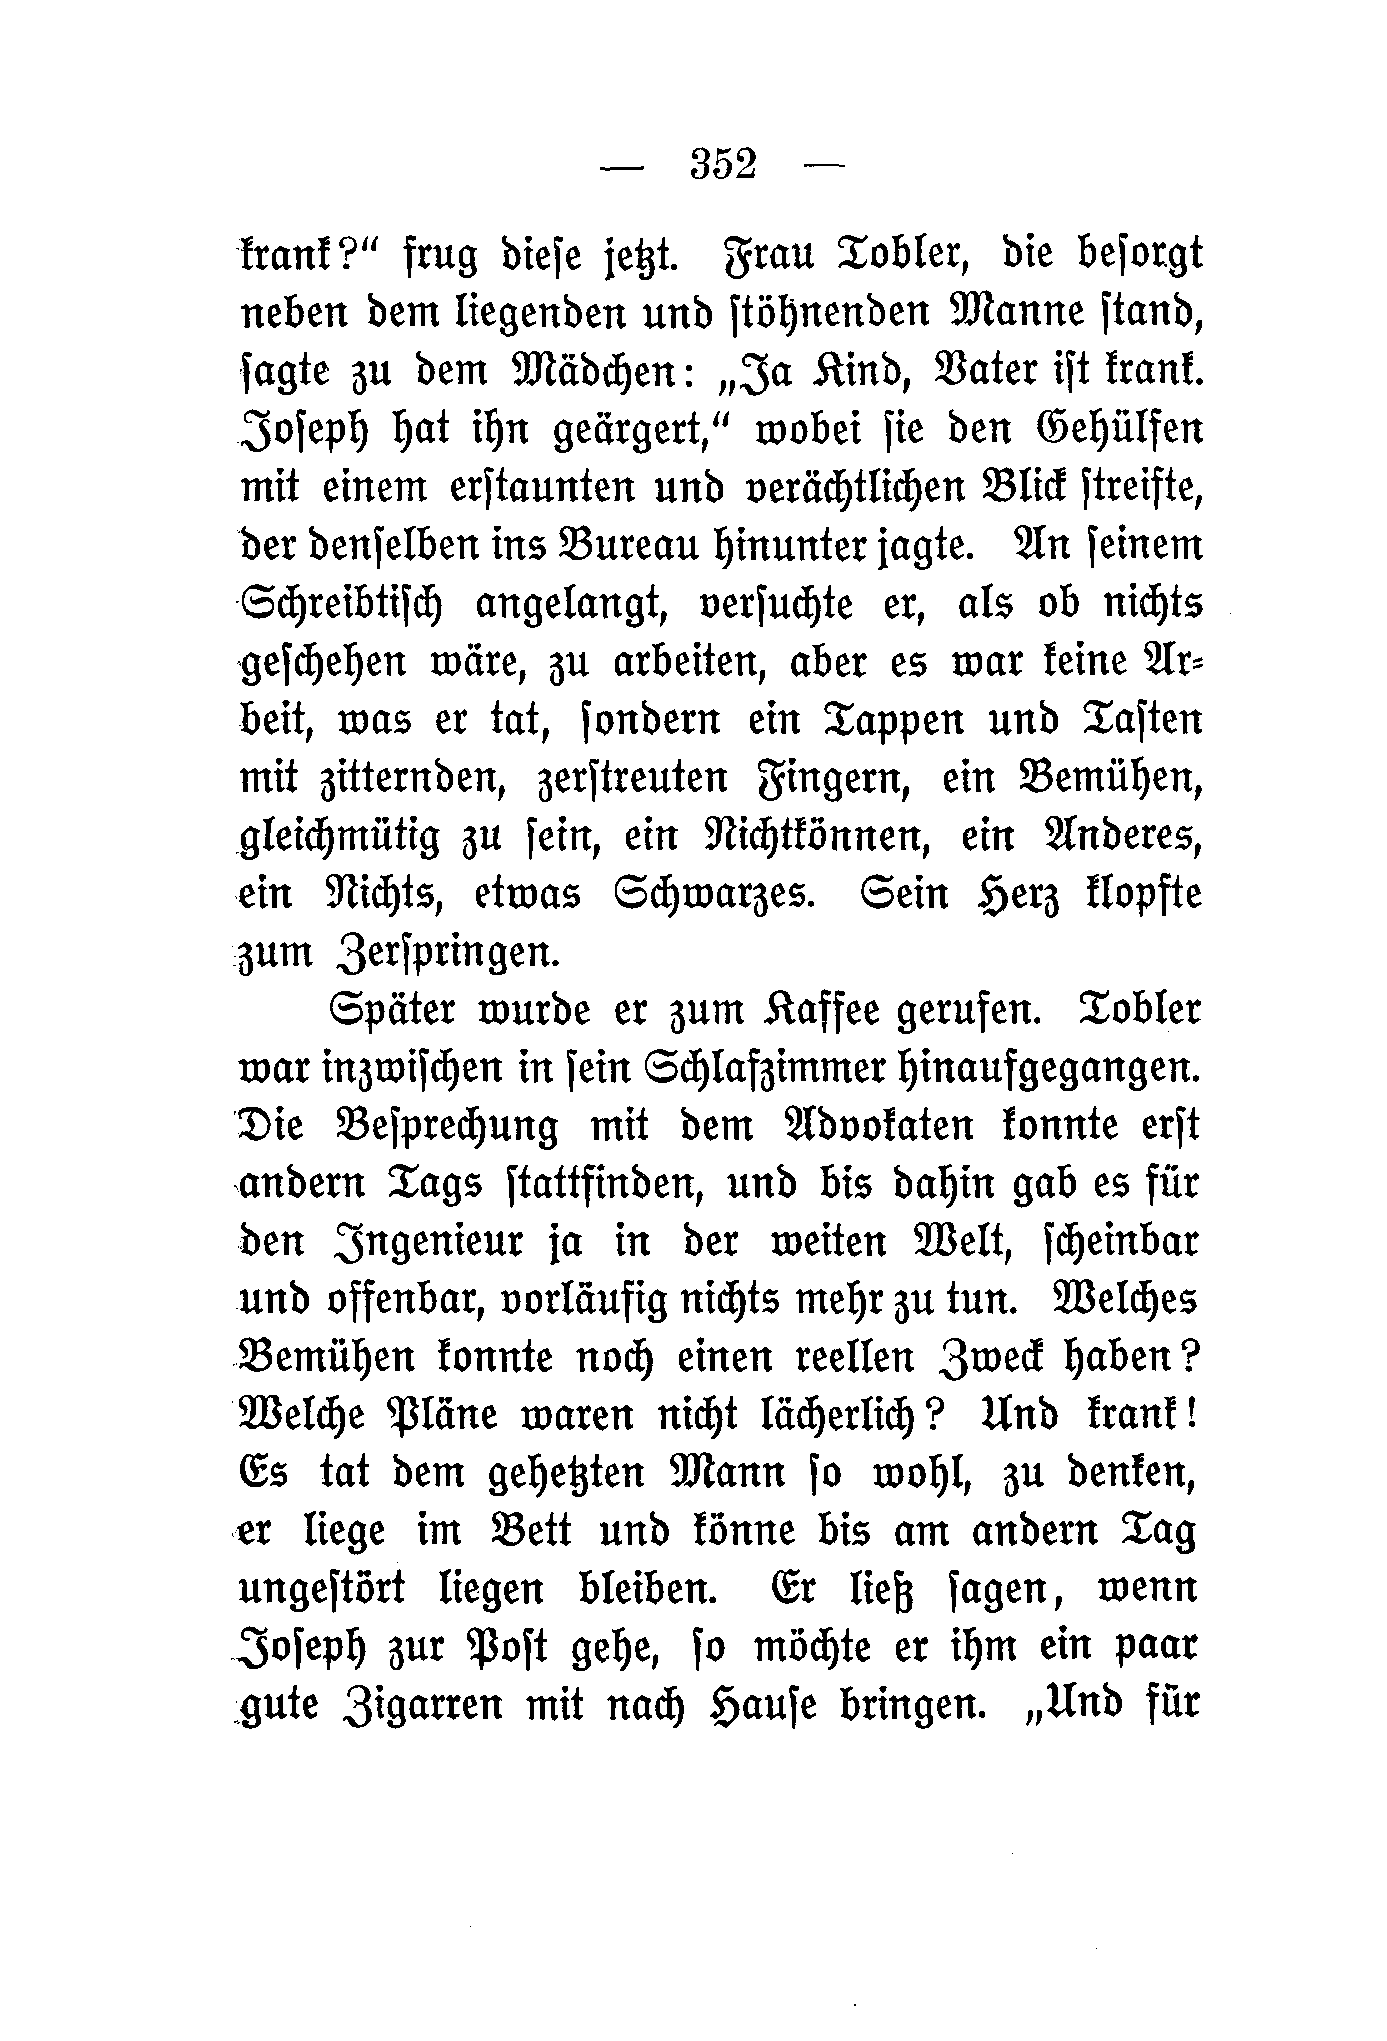 — 352 —
krank?“ frug diese jetzt. Frau Tobler, die besorgt
neben dem liegenden und stöhnenden Manne stand,
sagte zu dem Mädchen: „Ja Kind, Vater ist krank.
Joseph hat ihn geärgert,“ wobei sie den Gehülfen
mit einem erstaunten und verächtlichen Blick streifte,
der denselben ins Bureau hinunter jagte. An seinem
Schreibtisch angelangt, versuchte er, als ob nichts
geschehen wäre, zu arbeiten, aber es war keine Ar-
beit, was er tat, sondern ein Tappen und Tasten
mit zitternden, zerstreuten Fingern, ein Bemühen,
gleichmütig zu sein, ein Nichtkönnen, ein Anderes,
ein Nichts, etwas Schwarzes. Sein Herz klopfte
zum Zerspringen.
Später wurde er zum Kaffee gerufen. Tobler
war inzwischen in sein Schlafzimmer hinaufgegangen.
Die Besprechung mit dem Advokaten konnte erst
andern Tags stattfinden, und bis dahin gab es für
den Ingenieur ja in der weiten Welt, scheinbar
und offenbar, vorläufig nichts mehr zu tun. Welches
Bemühen konnte noch einen reellen Zweck haben?
Welche Pläne waren nicht lächerlich? Und krank!
Es tat dem gehetzten Mann so wohl, zu denken,
er liege im Bett und könne bis am andern Tag
ungestört liegen bleiben. Er ließ sagen, wenn
Joseph zur Post gehe, so möchte er ihm ein paar
gute Zigarren mit nach Hause bringen. „Und für